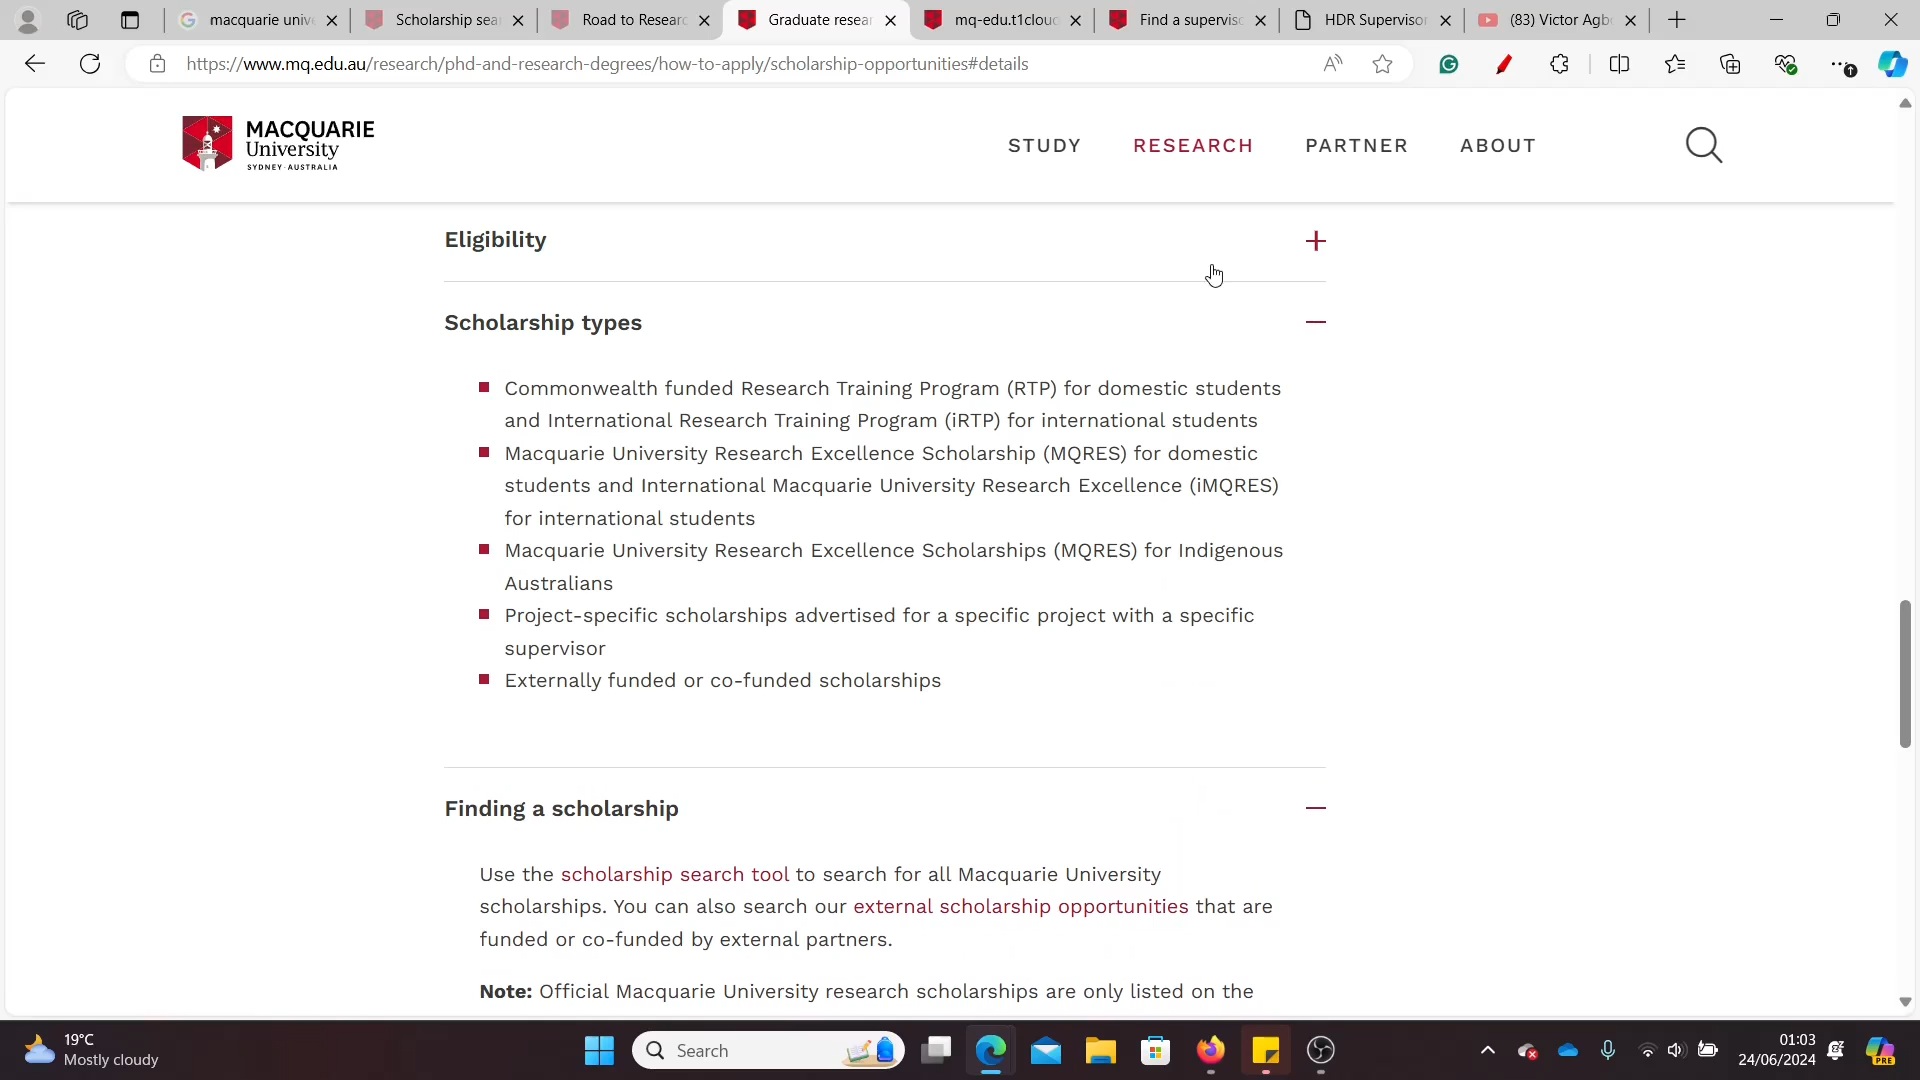 macquarie unive
Scholarship sear
Road to Researc
Graduate resear
mq-edu.t1cloud
Find a superviso
HDR Supervisor
(83) Victor Agb
https://www.mq.edu.au/research/phd-and-research-degrees/how-to-apply/scholarship-opportunities#details
MACQUARIE
University
SYDNEY·AUSTRALIA
STUDY
RESEARCH
PARTNER
ABOUT
Eligibility
Scholarship types
Commonwealth funded Research Training Program (RTP) for domestic students
and International Research Training Program (iRTP) for international students
Macquarie University Research Excellence Scholarship (MQRES) for domestic
students and International Macquarie University Research Excellence (iMQRES)
for international students
Macquarie University Research Excellence Scholarships (MQRES) for Indigenous
Australians
Project-specific scholarships advertised for a specific project with a specific
supervisor
Externally funded or co-funded scholarships
Finding a scholarship
Use the scholarship search tool to search for all Macquarie University
scholarships. You can also search our external scholarship opportunities that are
funded or co-funded by external partners.
Note: Official Macquarie University research scholarships are only listed on the
19°C
Mostly cloudy
Search
01:03
24/06/2024
PRE